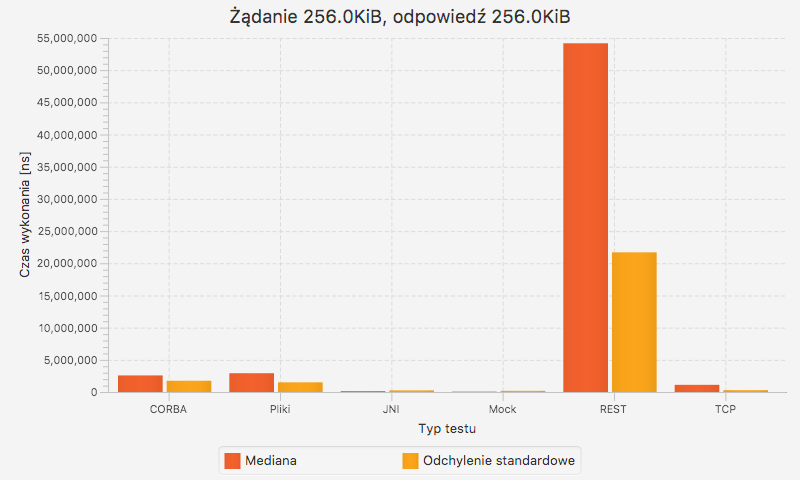 Żądanie 256.0KiB, odpowiedź 256.0KiB
Czas wykonania [ns]
55,000,000
50,000,000
45,000,000
40,000,000
35,000,000
30,000,000
25,000,000
20,000,000
15,000,000
10,000,000
5,000,000
0
CORBA Pliki JNI Mock REST TCP
Typ testu
Mediana Odchylenie standardowe